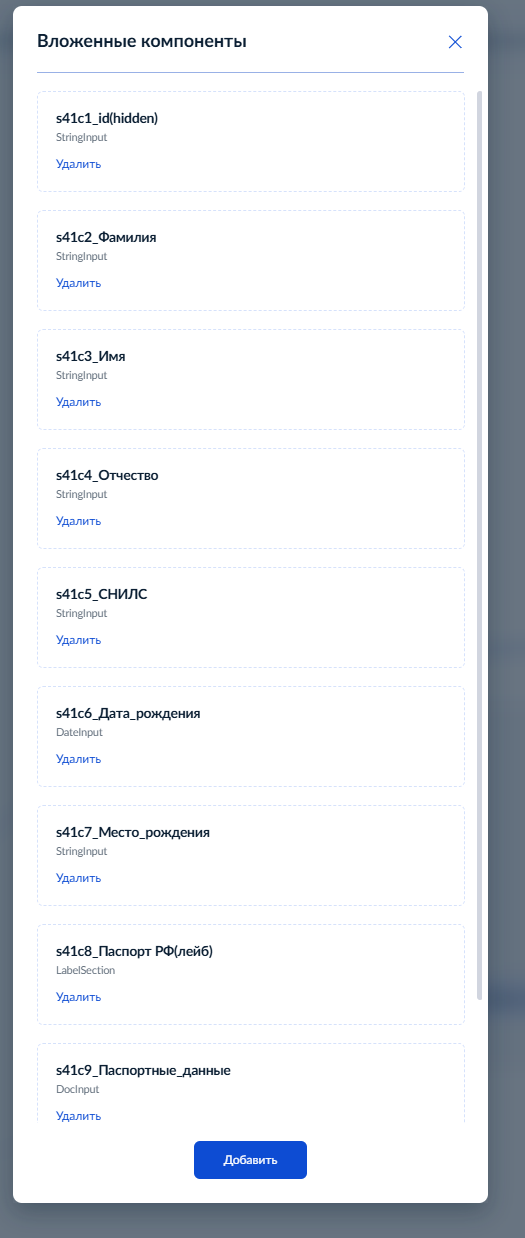 Вложенные компоненты
s41c1_id(hidden)
StringInput
Удалить
s41c2_Фамилия
StringInput
Удалить
s41c3_Имя
StringInput
Удалить
s41c4_Отчество
StringInput
Удалить
s41c5_СНИЛС
StringInput
Удалить
s41c6_Дата_рождения
DateInput
Удалить
s41c7_Место_рождения
StringInput
Удалить
s41c8_Паспорт РФ(лейб)
LabelSection
Удалить
s41c9_Паспортные_данные
DocInput
Удалить
Добавить